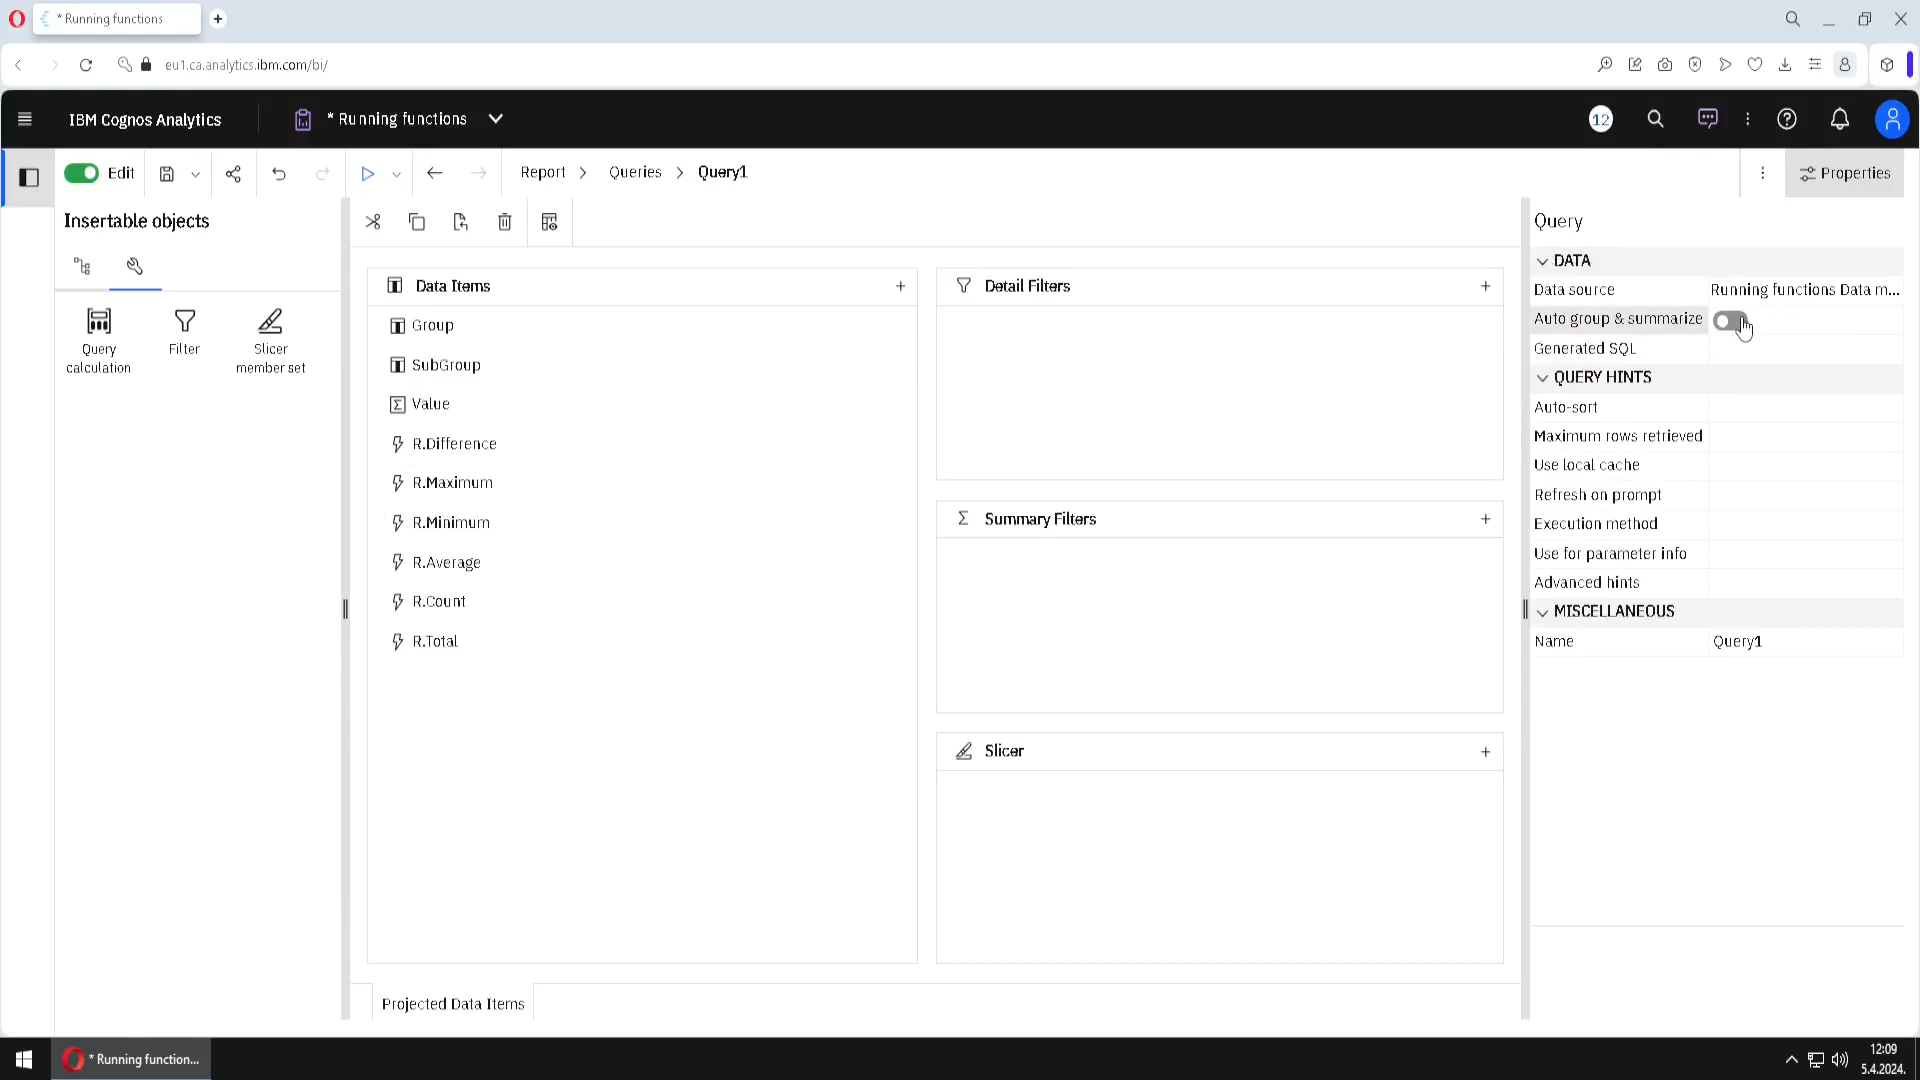 * Running functions
eu1.ca.analytics.ibm.com/bi/
IBM Cognos Analytics
* Running functions
12
Edit
Report
Queries
Query1
Properties
Insertable objects
Query
calculation
Filter
Slicer
member set
Data Items
Group
SubGroup
Value
R.Difference
R.Maximum
R.Minimum
R.Average
R.Count
R.Total
Detail Filters
Summary Filters
Slicer
Projected Data Items
Query
DATA
Data source Running functions Data m...
Auto group & summarize
Generated SQL
QUERY HINTS
Auto-sort
Maximum rows retrieved
Use local cache
Refresh on prompt
Execution method
Use for parameter info
Advanced hints
MISCELLANEOUS
Name Query1
* Running function...
12:09
5.4.2024.